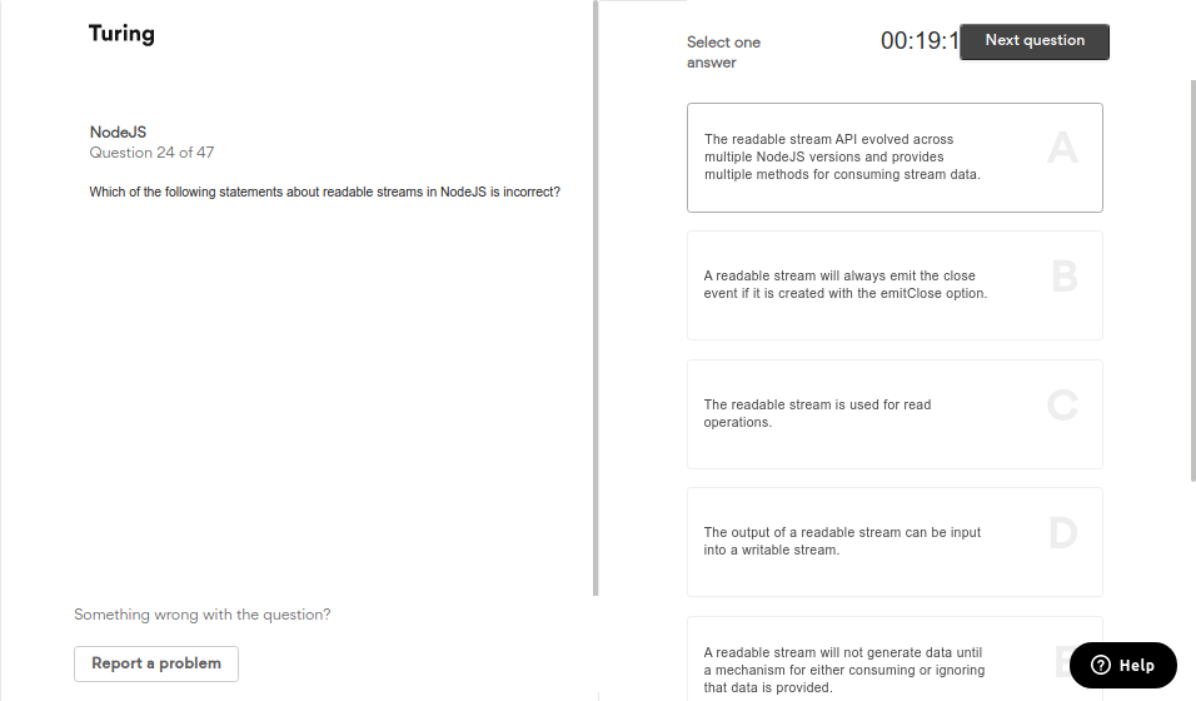 Turing
NodeJS
Question 24 of 47
Which of the following statements about readable streams in NodeJS is incorrect?
Something wrong with the question?
Report a problem
Select one
answer
00:19:1
Next question
The readable stream API evolved across
multiple NodeJS versions and provides
multiple methods for consuming stream data.
A
A readable stream will always emit the close
event if it is created with the emitClose option.
B
The readable stream is used for read
operations.
C
The output of a readable stream can be input
into a writable stream.
D
A readable stream will not generate data until
a mechanism for either consuming or ignoring
that data is provided.
E
Help